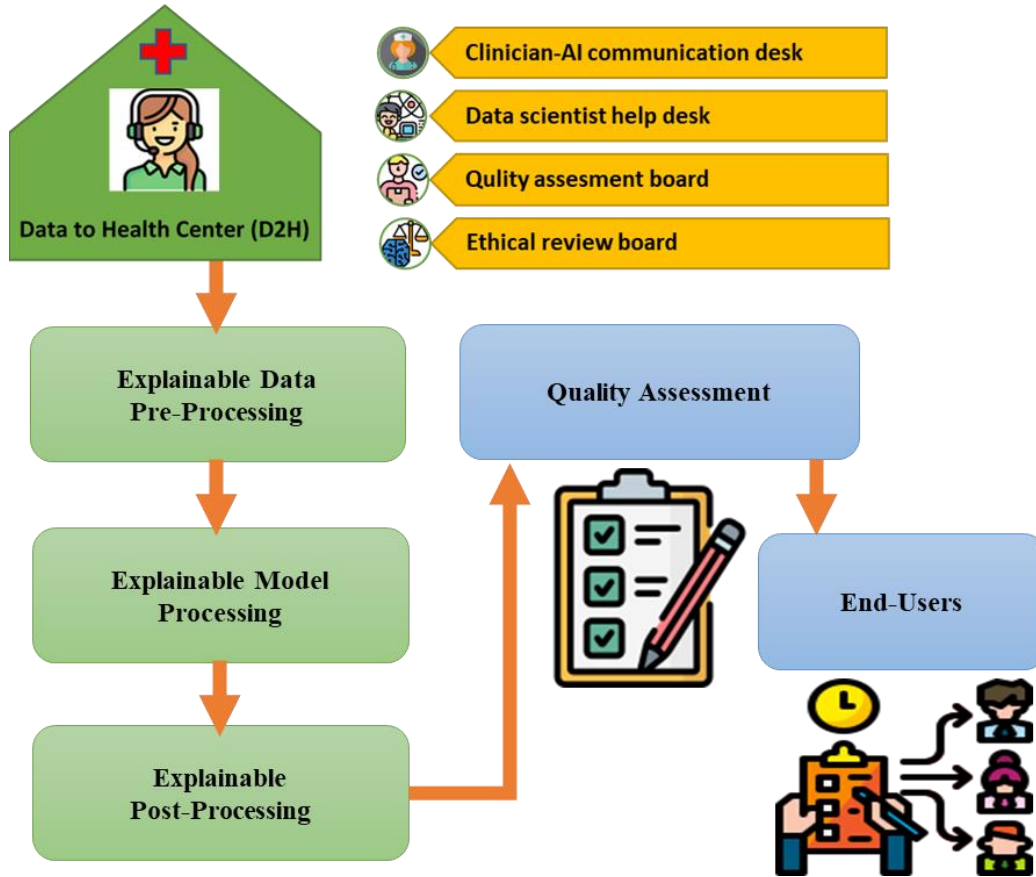 Data to Health Center (D2H)
Clinician-AI communication desk
Data scientist help desk
Qulity assesment board
Ethical review board
Explainable Data
Pre-Processing
Explainable Model
Processing
Explainable
Post-Processing
Quality Assessment
End-Users